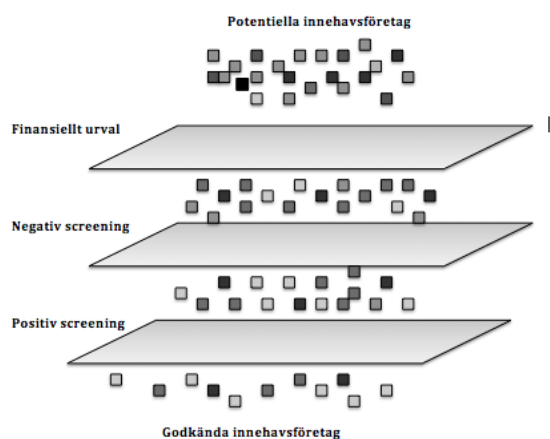 Potentiella innehavsföretag
Finansiellt urval
Negativ screening
Positiv screening
Godkända innehavsföretag